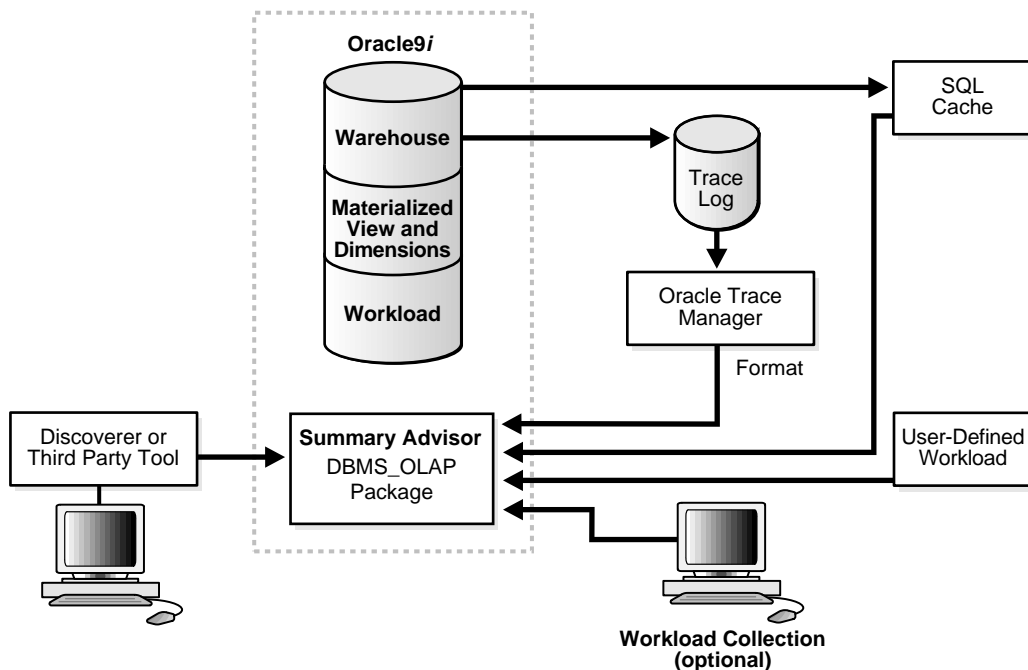 Oracle9i
Warehouse
Materialized
View and
Dimensions
Workload
SQL
Cache
Trace
Log
Oracle Trace
Manager
Format
Discoverer or
Third Party Tool
Summary Advisor
DBMS_OLAP
Package
User-Defined
Workload
Workload Collection
(optional)